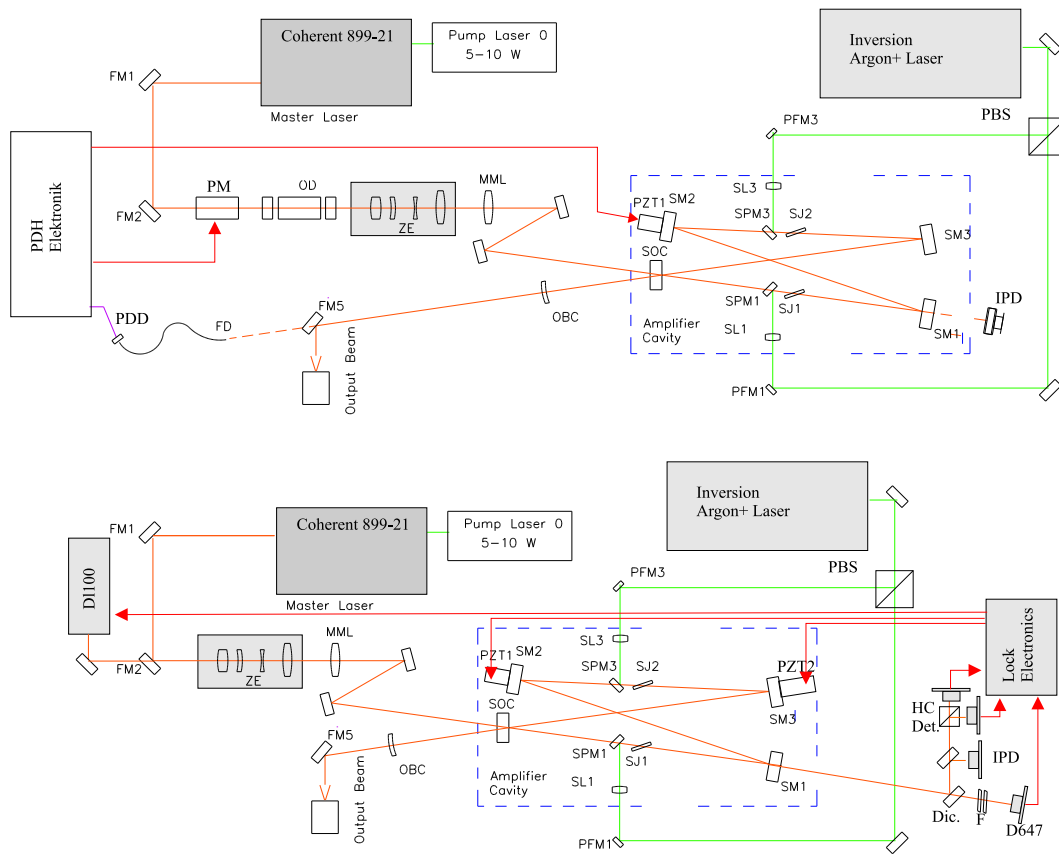 Coherent 899-21
Pump Laser 0
5-10 W
Inversion
Argon+ Laser
FM1
Master Laser
PBS
PFM3
PDH
Elektronik
PM
OD
MML
SL3
PZT1
SM2
SPM3
SJ2
FM2
ZE
SOC
SM3
SPM1
SJ1
IPD
FM5
OBC
PDD
FD
Amplifier
Cavity
SL1
SM1
Output Beam
PFM1
Inversion
Argon+ Laser
Coherent 899-21
Pump Laser 0
5-10 W
FM1
PBS
Dl100
PFM3
Master Laser
MML
SL3
Lock
Electronics
PZT1
SM2
SPM3
SJ2
PZT2
FM2
ZE
SOC
SM3
HC
Det.
FM5
OBC
SPM1
SJ1
IPD
Amplifier
Cavity
SL1
SM1
Output Beam
Dic.
F
D647
PFM1